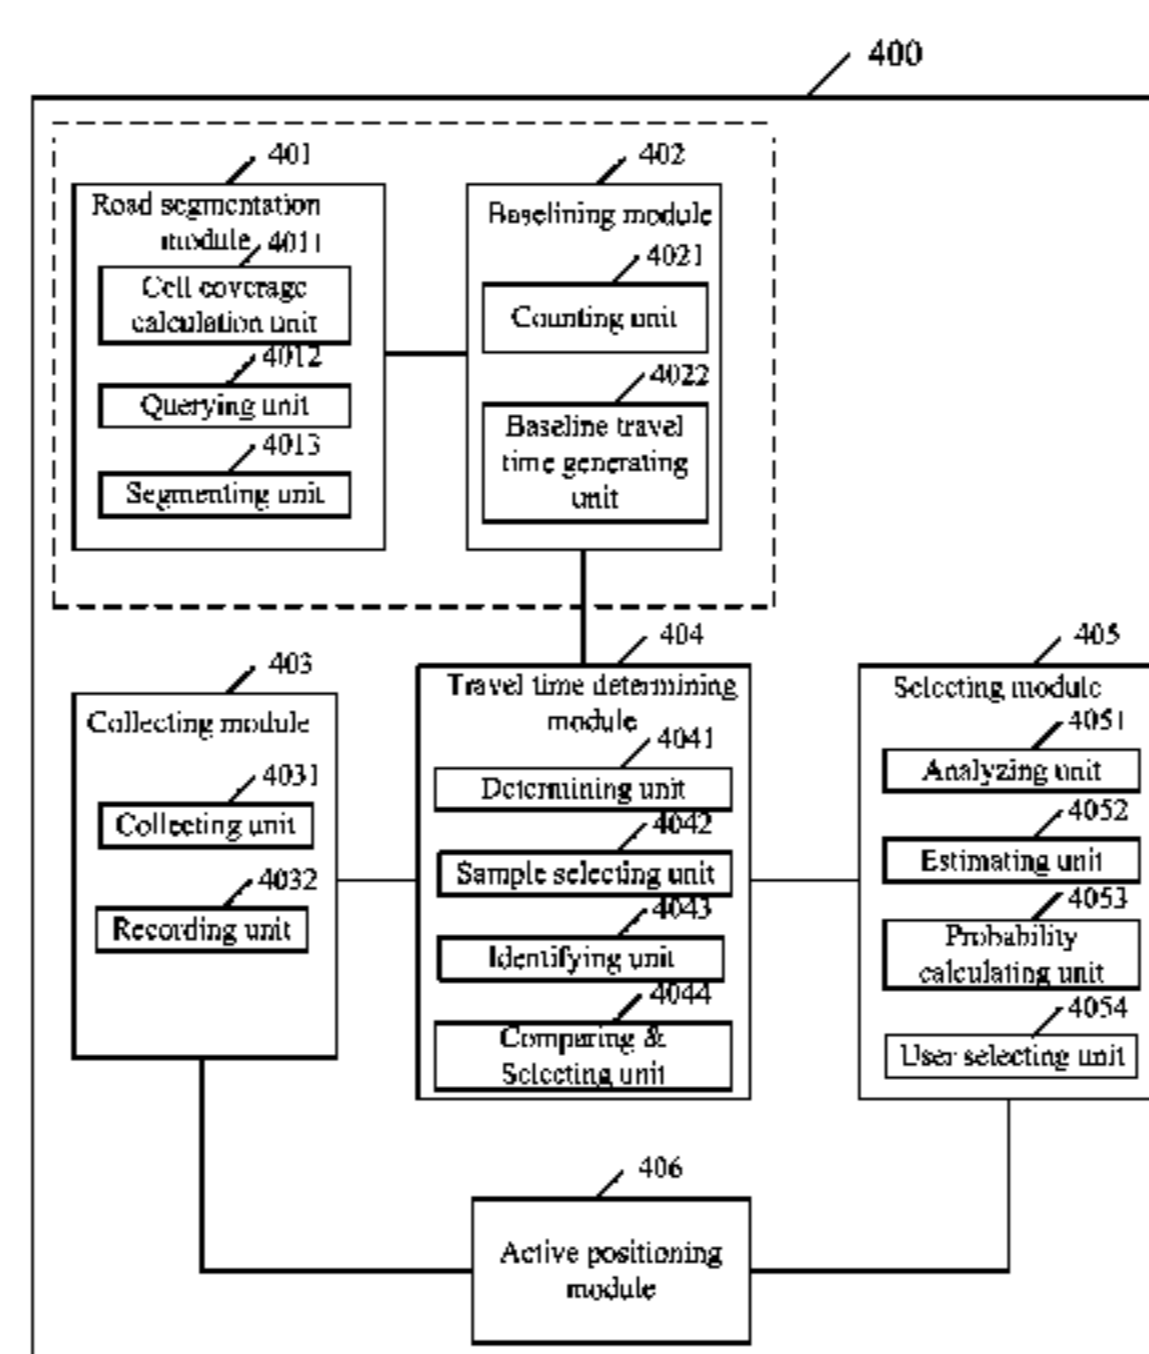 400
401
Road segmentation
module
4011
Cell coverage
calculation unit
4012
Querying unit
4013
Segmenting unit
402
Baselining module
4021
Counting unit
4022
Baseline travel
time generating
unit
403
Collecting module
4031
Collecting unit
4032
Recording unit
404
Travel time determining
module
4041
Determining unit
4042
Sample selecting unit
4043
Identifying unit
4044
Comparing &
Selecting unit
405
Selecting module
4051
Analyzing unit
4052
Estimating unit
4053
Probability
calculating unit
4054
User selecting unit
406
Active positioning
module